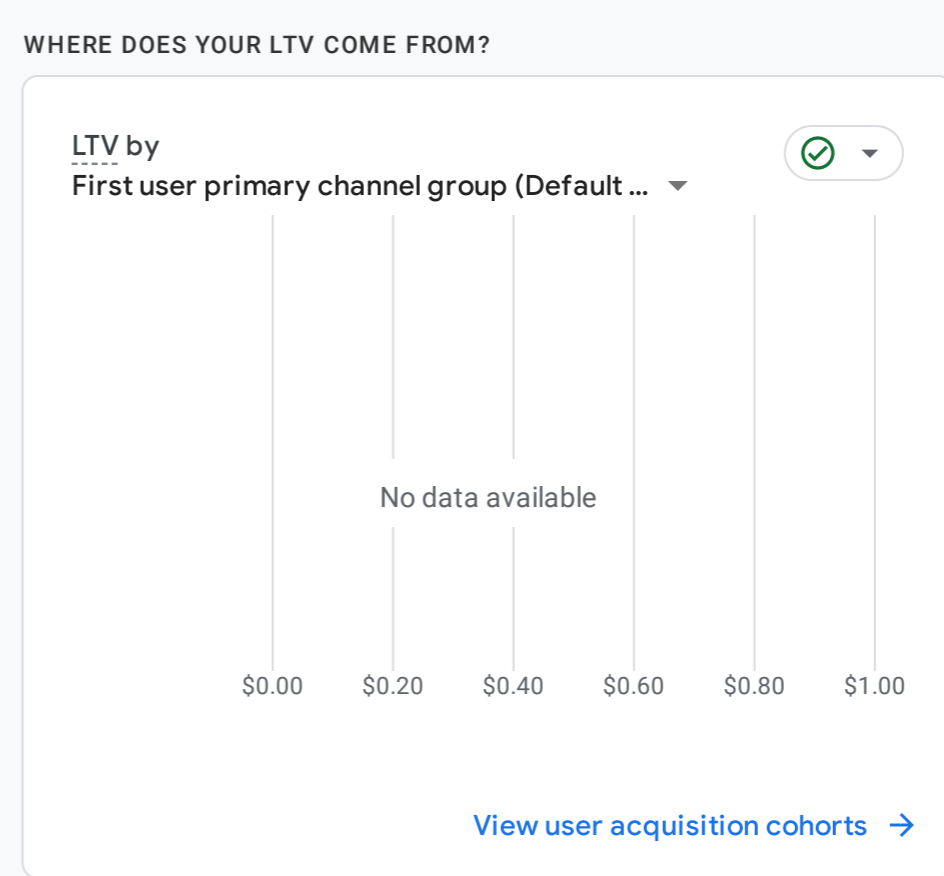 WHERE DOES YOUR LTV COME FROM?
LTV by
First user primary channel group (Default ...
No data available
$0.00 $0.20 $0.40 $0.60 $0.80 $1.00
View user acquisition cohorts